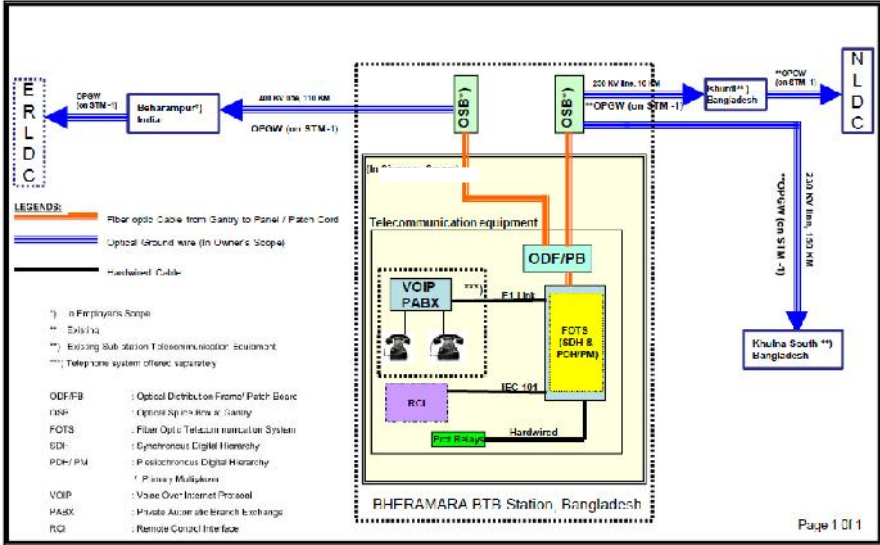 ERLDC
OPGW
(on STM -1)
Beharampur*)
India
400 KV line, 110 KM
OPGW (on STM -1)
OSB*)
OSB*)
230 KV line, 10 KM
**OPGW (on STM -1)
Ishurdi**)
Bangladesh
**OPGW
(on STM -1)
NLDC
**OPGW (on STM -1)
230 KV line, 150 KM
Khulna South **)
Bangladesh
Telecommunication equipment
ODF/PB
VOIP
PABX
***)
E1 Link
FOTS
(SDH &
PDH/PM)
RCI
IEC 101
Prot Relays
Hardwired
BHERAMARA BTB Station, Bangladesh
LEGENDS:
Fiber optic Cable from Gantry to Panel / Patch Cord
Optical Ground wire (In Owner's Scope)
Hardwired Cable
*) In Employer's Scope
** Existing
**) Existing Sub station Telecommunication Equipment
***) Telephone system offered separately
ODF/PB : Optical Distribution Frame/ Patch Board
OSB : Optical Splice Box at Gantry
FOTS : Fiber Optic Telecommunication System
SDH : Synchronous Digital Hierarchy
PDH/ PM : Plesiochronous Digital Hierarchy
/ Primary Multiplexer
VOIP : Voice Over Internet Protocol
PABX : Private Automatic Branch Exchange
RCI : Remote Control Interface
Page 1 Of 1